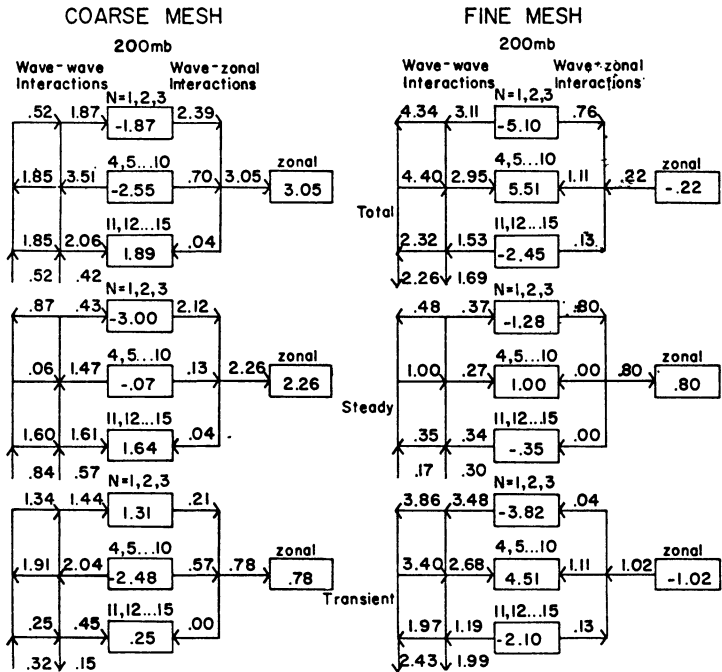 COARSE MESH
200mb
Wave-wave Interactions
Wave-zonal Interactions
N=1,2,3
.52 1.87 -1.87 2.39
4,5...10
1.85 3.51 -2.55 .70 3.05
zonal
3.05
11,12...15
1.85 2.06 1.89 .04
.52 .42
N=1,2,3
.87 .43 -3.00 2.12
4,5...10
.06 1.47 -.07 .13 2.26
zonal
2.26
11,12...15
1.60 1.61 1.64 .04
.84 .57
N=1,2,3
1.34 1.44 1.31 .21
4,5...10
1.91 2.04 -2.48 .57 .78
zonal
.78
11,12...15
.25 .45 .25 .00
.32 .15
FINE MESH
200mb
Wave-wave Interactions
Wave-zonal Interactions
N=1,2,3
4.34 3.11 -5.10 .76
4,5...10
4.40 2.95 5.51 1.11 .22
zonal
-.22
Total
11,12...15
2.32 1.53 -2.45 .13
2.26 1.69
N=1,2,3
.48 .37 -1.28 .80
4,5...10
1.00 .27 1.00 .00 .80
zonal
.80
Steady
11,12...15
.35 .34 -.35 .00
.17 .30
N=1,2,3
3.86 3.48 -3.82 .04
4,5...10
3.40 2.68 4.51 1.11 1.02
zonal
-1.02
Transient
11,12...15
1.97 1.19 -2.10 .13
2.43 1.99